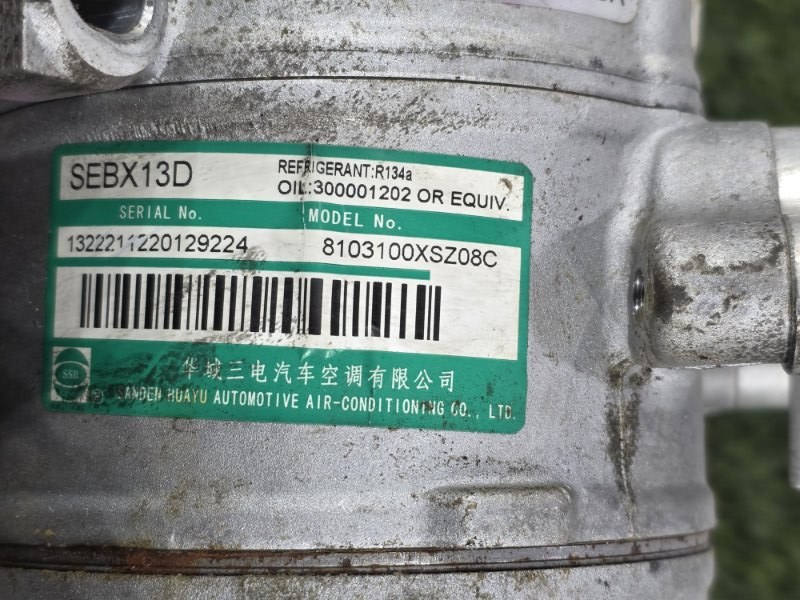 SEBX13D
REFRIGERANT:R134a
OIL:300001202 OR EQUIV.
SERIAL No. MODEL No.
1322211220129224 8103100XSZ08C
SSB
华域三电汽车空调有限公司
SANDEN HUAYU AUTOMOTIVE AIR-CONDITIONING CO., LTD.